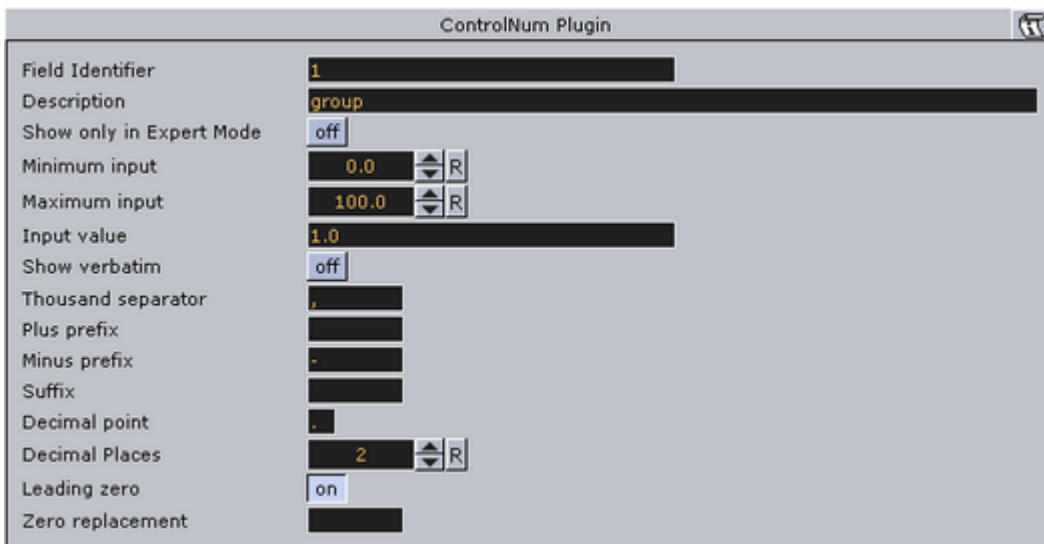 ControlNum Plugin
Field Identifier 1
Description group
Show only in Expert Mode off
Minimum input 0.0 R
Maximum input 100.0 R
Input value 1.0
Show verbatim off
Thousand separator ,
Plus prefix
Minus prefix -
Suffix
Decimal point .
Decimal Places 2 R
Leading zero on
Zero replacement